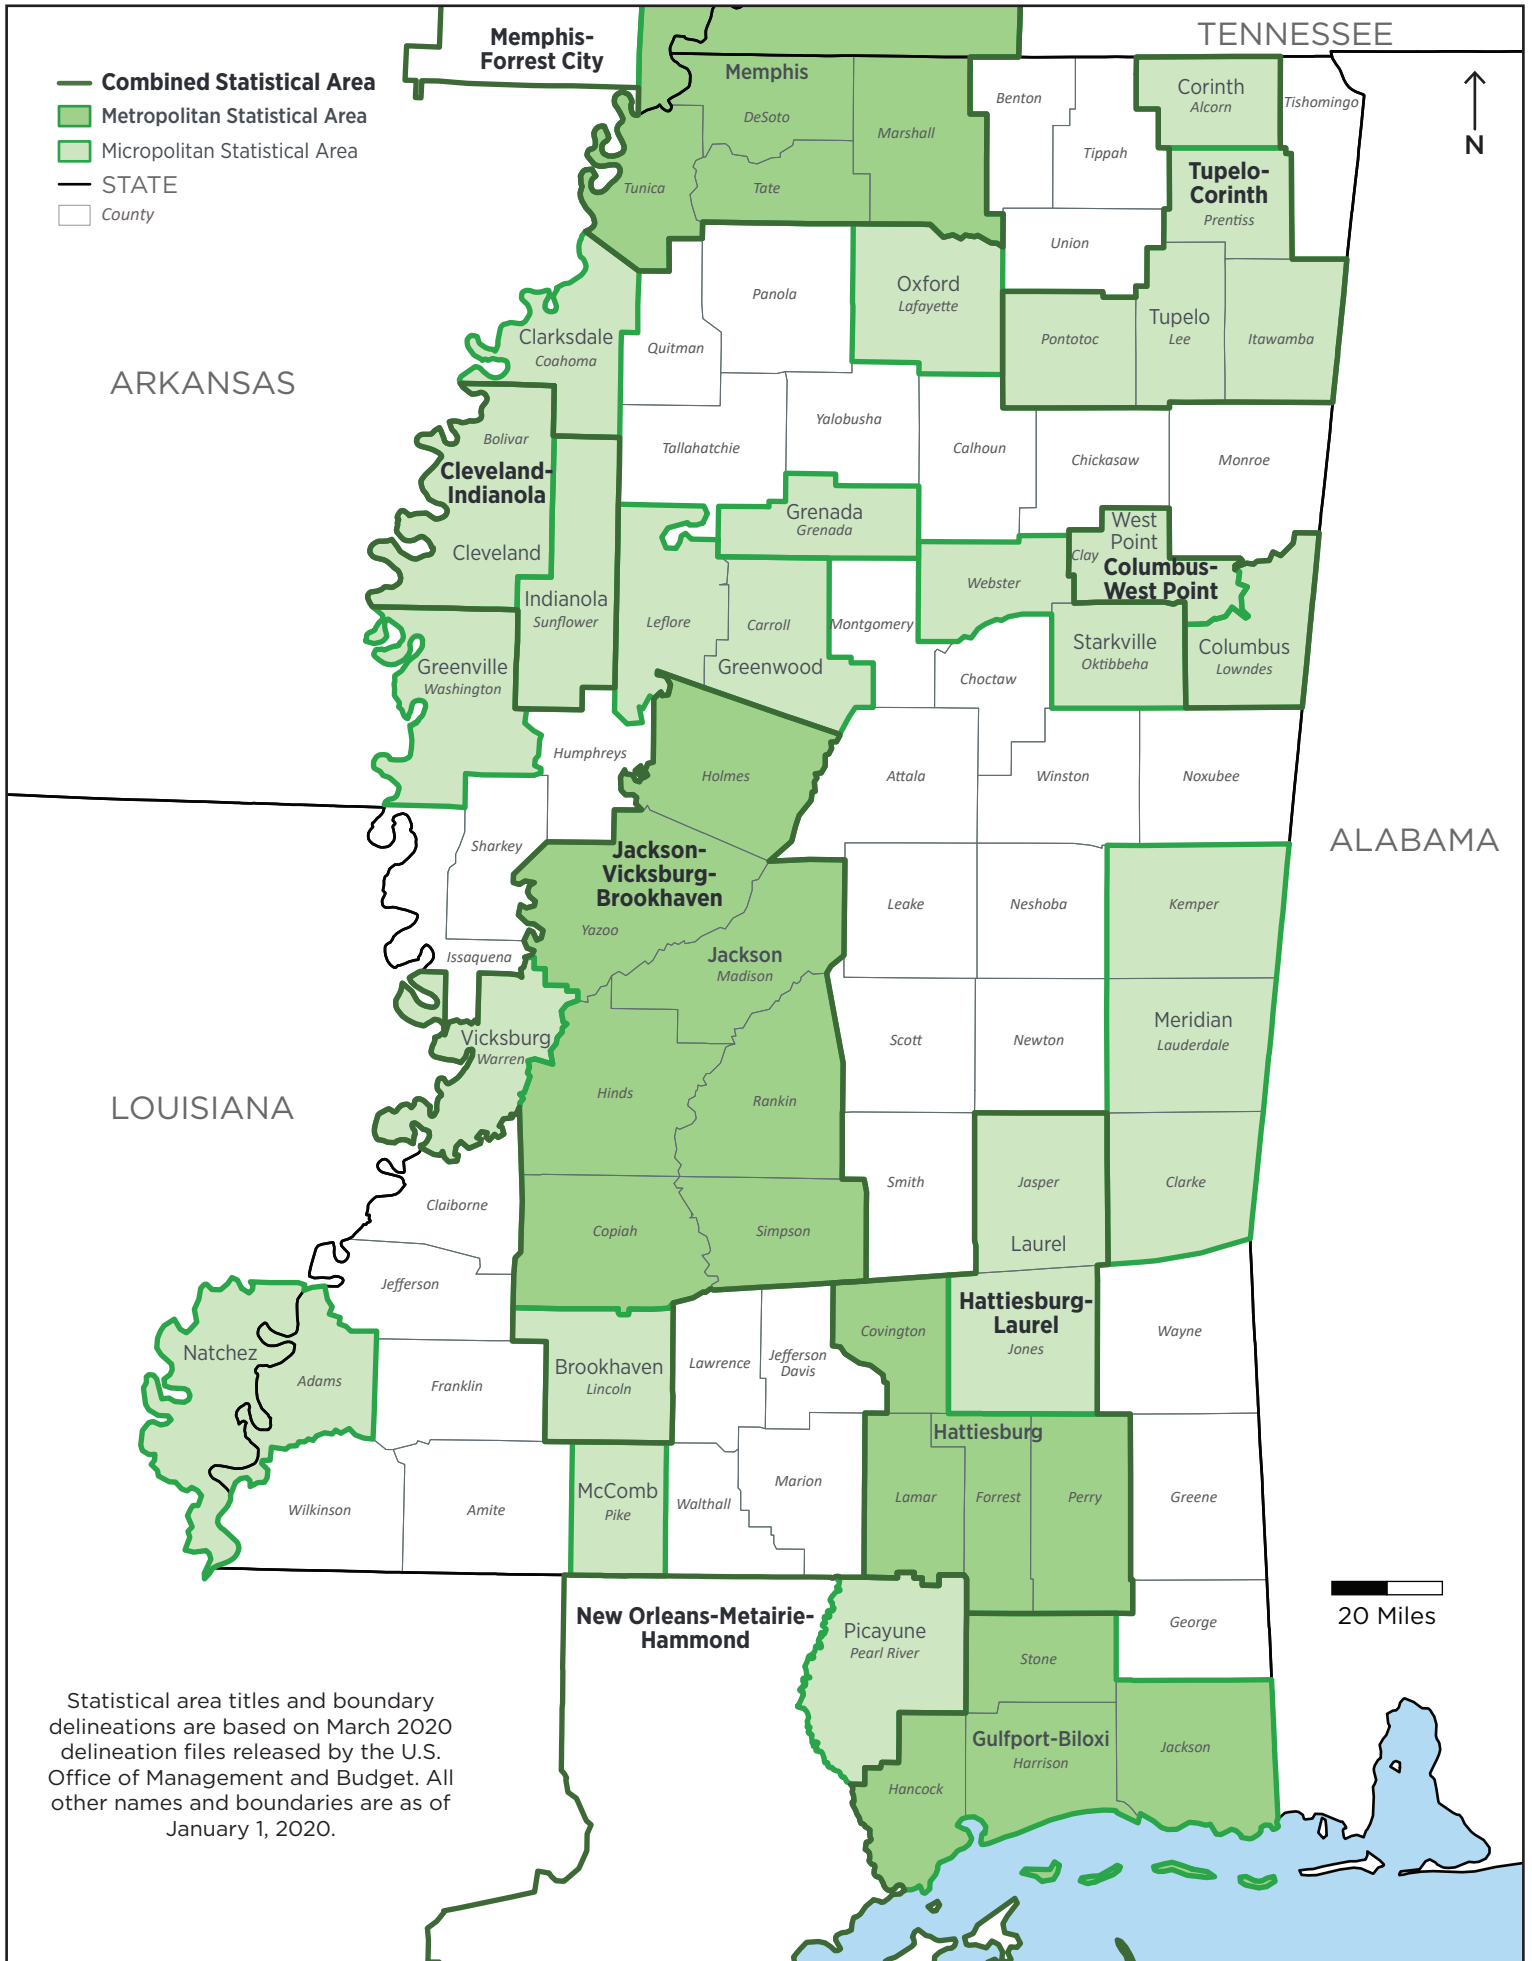 TENNESSEE
Memphis-
Forrest City
Combined Statistical Area
Metropolitan Statistical Area
Micropolitan Statistical Area
STATE
County
N
Memphis
DeSoto
Marshall
Tunica
Tate
Benton
Tippah
Corinth
Alcorn
Tishomingo
Tupelo-
Corinth
Prentiss
Union
Panola
Oxford
Lafayette
Clarksdale
Coahoma
Quitman
Pontotoc
Tupelo
Lee
Itawamba
ARKANSAS
Bolivar
Cleveland-
Indianola
Cleveland
Tallahatchie
Yalobusha
Calhoun
Chickasaw
Monroe
Grenada
Grenada
West
Point
Clay
Columbus-
West Point
Webster
Indianola
Sunflower
Leflore
Carroll
Greenwood
Montgomery
Starkville
Oktibbeha
Columbus
Lowndes
Greenville
Washington
Choctaw
Humphreys
Holmes
Attala
Winston
Noxubee
Sharkey
ALABAMA
Jackson-
Vicksburg-
Brookhaven
Yazoo
Leake
Neshoba
Kemper
Issaquena
Jackson
Madison
Vicksburg
Warren
Scott
Newton
Meridian
Lauderdale
LOUISIANA
Hinds
Rankin
Claiborne
Smith
Jasper
Laurel
Clarke
Copiah
Simpson
Jefferson
Natchez
Adams
Franklin
Brookhaven
Lincoln
Lawrence
Jefferson
Davis
Covington
Hattiesburg-
Laurel
Jones
Wayne
Hattiesburg
Wilkinson
Amite
McComb
Pike
Walthall
Marion
Lamar
Forrest
Perry
Greene
20 Miles
New Orleans-Metairie-
Hammond
Picayune
Pearl River
George
Stone
Gulfport-Biloxi
Harrison
Jackson
Hancock
Statistical area titles and boundary
delineations are based on March 2020
delineation files released by the U.S.
Office of Management and Budget. All
other names and boundaries are as of
January 1, 2020.